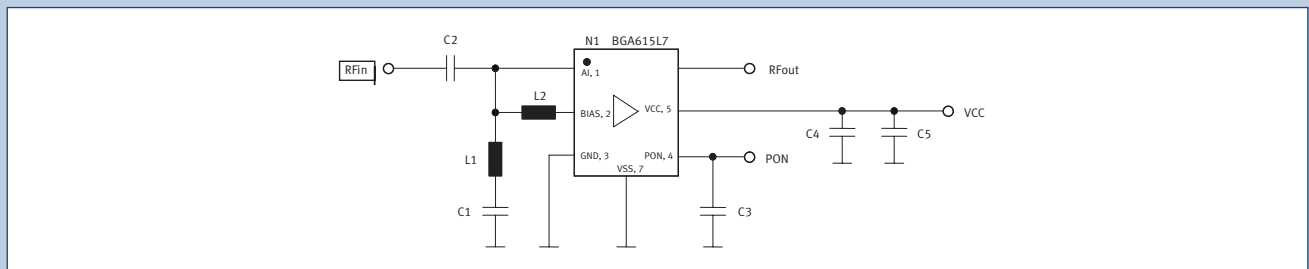 C2
N1 BGA615L7
RFin
AI, 1
RFout
L2
BIAS, 2
VCC, 5
VCC
C4
C5
L1
GND, 3
PON, 4
PON
VSS, 7
C1
C3